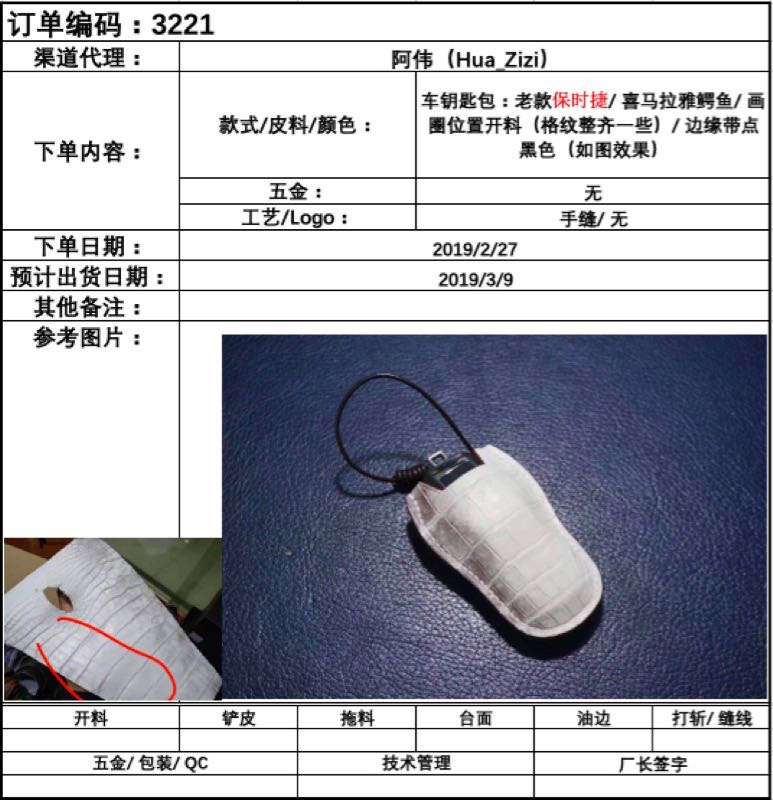 订单编码：3221
渠道代理：
阿伟（Hua_Zizi）
下单内容：
款式/皮料/颜色：
车钥匙包：老款保时捷/ 喜马拉雅鳄鱼/ 画
圈位置开料（格纹整齐一些）/ 边缘带点
黑色（如图效果）
五金：
无
工艺/Logo：
手缝/ 无
下单日期：
2019/2/27
预计出货日期：
2019/3/9
其他备注：
参考图片：
开料 铲皮 拖料 台面 油边 打斩/ 缝线
五金/ 包装/ QC 技术管理 厂长签字